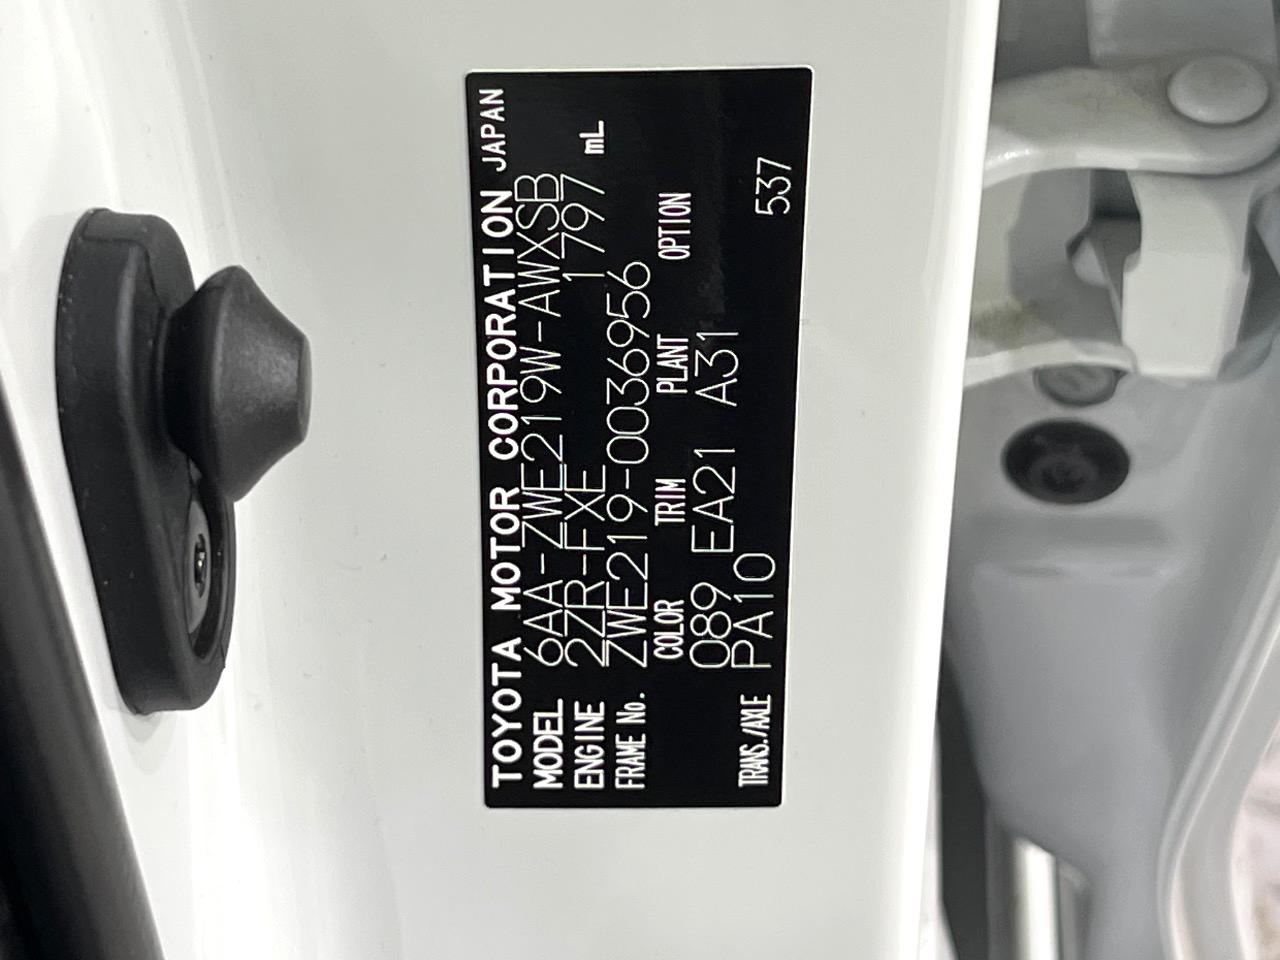 TOYOTA MOTOR CORPORATION JAPAN
MODEL 6AA-ZWE219W-AWXSB
ENGINE 2ZR-FXE 1797 mL
FRAME No. ZWE219-0036956
COLOR TRIM PLANT OPTION
089 EA21 A31
TRANS./AXLE PA10 537